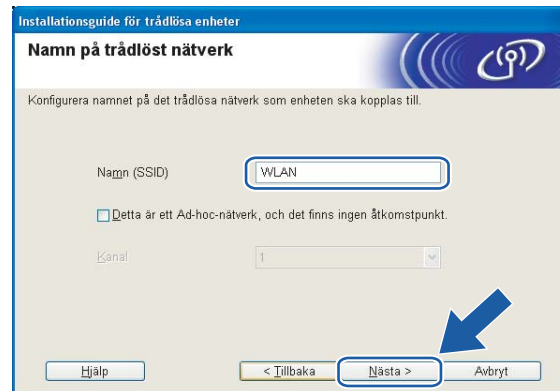 Installationsguide för trådlösa enheter
Namn på trådlöst nätverk
Konfigurera namnet på det trådlösa nätverk som enheten ska kopplas till.
Namn (SSID) WLAN
Detta är ett Ad-hoc-nätverk, och det finns ingen åtkomstpunkt.
Kanal 1
Hjälp < Tillbaka Nästa > Avbryt